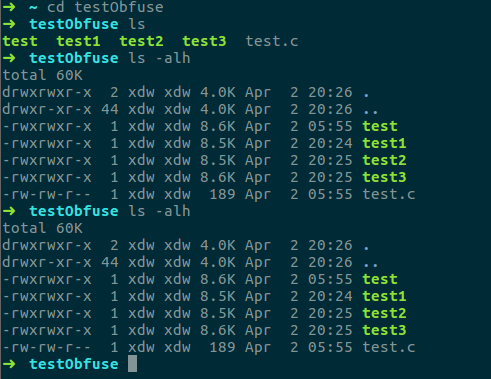 ➜  ~ cd testObfuse
➜  testObfuse ls
test  test1  test2  test3  test.c
➜  testObfuse ls -alh
total 60K
drwxrwxr-x  2 xdw xdw 4.0K Apr  2 20:26 .
drwxr-xr-x 44 xdw xdw 4.0K Apr  2 20:26 ..
-rwxrwxr-x  1 xdw xdw 8.6K Apr  2 05:55 test
-rwxrwxr-x  1 xdw xdw 8.5K Apr  2 20:24 test1
-rwxrwxr-x  1 xdw xdw 8.5K Apr  2 20:25 test2
-rwxrwxr-x  1 xdw xdw 8.6K Apr  2 20:25 test3
-rw-rw-r--  1 xdw xdw  189 Apr  2 05:55 test.c
➜  testObfuse ls -alh
total 60K
drwxrwxr-x  2 xdw xdw 4.0K Apr  2 20:26 .
drwxr-xr-x 44 xdw xdw 4.0K Apr  2 20:26 ..
-rwxrwxr-x  1 xdw xdw 8.6K Apr  2 05:55 test
-rwxrwxr-x  1 xdw xdw 8.5K Apr  2 20:24 test1
-rwxrwxr-x  1 xdw xdw 8.5K Apr  2 20:25 test2
-rwxrwxr-x  1 xdw xdw 8.6K Apr  2 20:25 test3
-rw-rw-r--  1 xdw xdw  189 Apr  2 05:55 test.c
➜  testObfuse